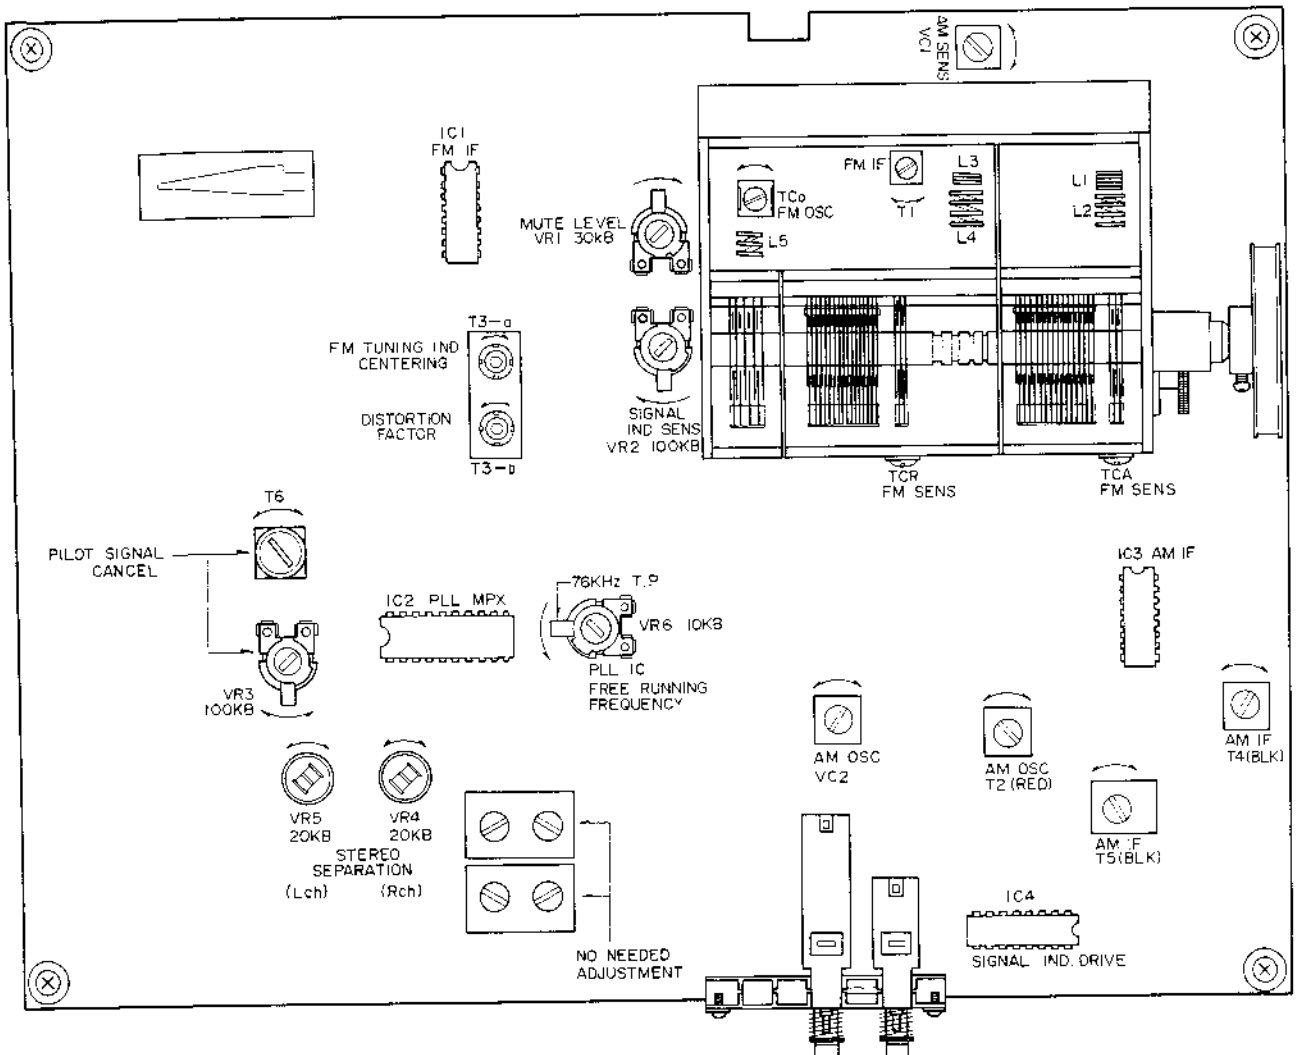 AM SENS
VC1
IC1
FM IF
MUTE LEVEL
VR1 30kB
TCo
FM OSC
L5
FM IF
T1
L3
L4
L1
L2
T3-a
FM TUNING IND
CENTERING
DISTORTION
FACTOR
T3-b
SIGNAL
IND SENS
VR2 100KB
TCR
FM SENS
TCA
FM SENS
T6
PILOT SIGNAL
CANCEL
IC2 PLL MPX
76KHz T.P
VR6 10KB
PLL IC
FREE RUNNING
FREQUENCY
VR3
100KB
IC3 AM IF
AM OSC
VC2
AM OSC
T2 (RED)
AM IF
T4(BLK)
AM IF
T5(BLK)
VR5
20KB
VR4
20KB
STEREO
SEPARATION
(Lch)
(Rch)
NO NEEDED
ADJUSTMENT
IC4
SIGNAL IND. DRIVE